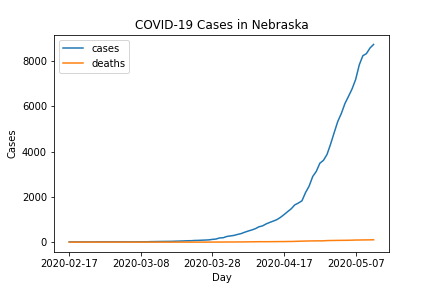 COVID-19 Cases in Nebraska
cases
deaths
8000
6000
4000
2000
0
Cases
2020-02-17 2020-03-08 2020-03-28 2020-04-17 2020-05-07
Day